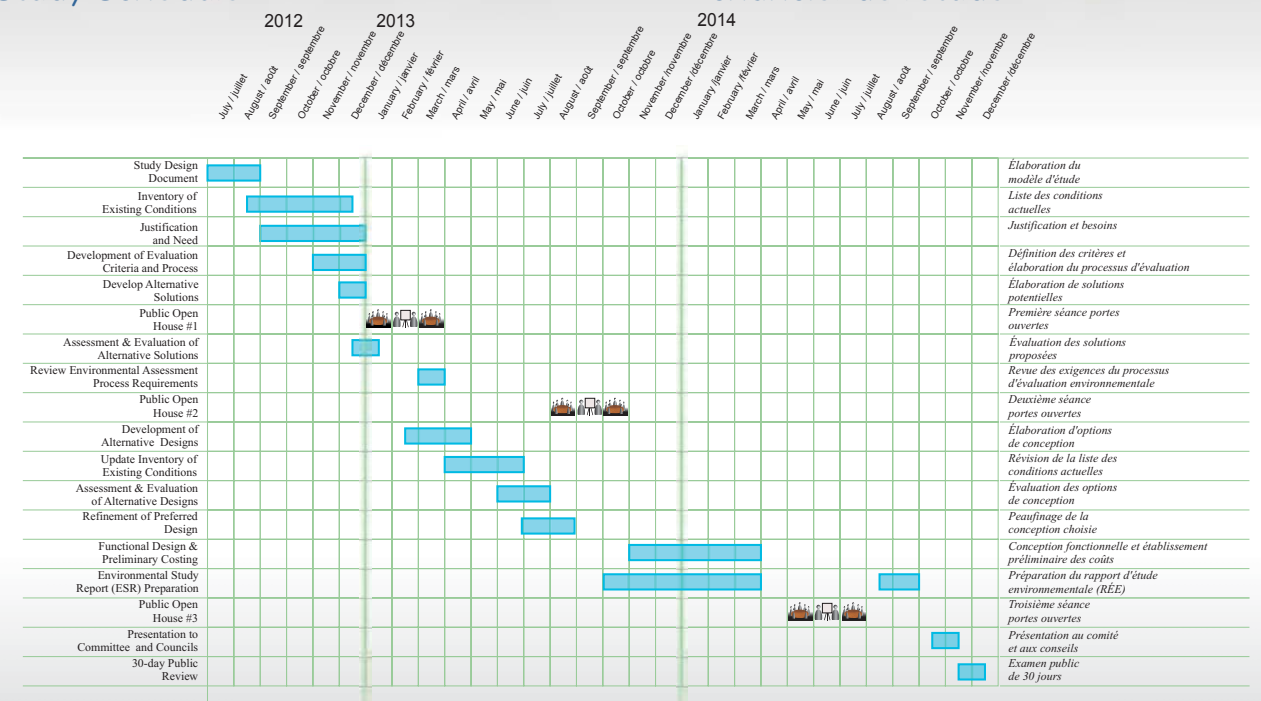 2012 2013 2014
July / juillet
August / août
September / septembre
October / octobre
November / novembre
December / décembre
January / janvier
February / février
March / mars
April / avril
May / mai
June / juin
July / juillet
August / août
September / septembre
October / octobre
November /novembre
December /décembre
January /janvier
February /février
March / mars
April / avril
May / mai
June / juin
July / juillet
August / août
September / septembre
October / octobre
November /novembre
December /décembre
Study Design
Document
Élaboration du
modèle d'étude
Inventory of
Existing Conditions
Liste des conditions
actuelles
Justification
and Need
Justification et besoins
Development of Evaluation
Criteria and Process
Définition des critères et
élaboration du processus d'évaluation
Develop Alternative
Solutions
Élaboration de solutions
potentielles
Public Open
House #1
Première séance portes
ouvertes
Assessment & Evaluation of
Alternative Solutions
Évaluation des solutions
proposées
Review Environmental Assessment
Process Requirements
Revue des exigences du processus
d'évaluation environnementale
Public Open
House #2
Deuxième séance
portes ouvertes
Development of
Alternative Designs
Élaboration d'options
de conception
Update Inventory of
Existing Conditions
Révision de la liste des
conditions actuelles
Assessment & Evaluation
of Alternative Designs
Évaluation des options
de conception
Refinement of Preferred
Design
Peaufinage de la
conception choisie
Functional Design &
Preliminary Costing
Conception fonctionnelle et établissement
préliminaire des coûts
Environmental Study
Report (ESR) Preparation
Préparation du rapport d'étude
environnementale (RÉE)
Public Open
House #3
Troisième séance
portes ouvertes
Presentation to
Committee and Councils
Présentation au comité
et aux conseils
30-day Public
Review
Examen public
de 30 jours